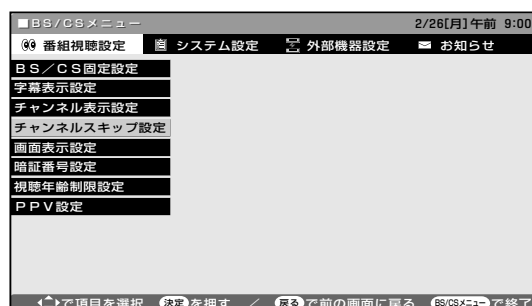 ■BS/CSメニュー 2/26[月]午前 9:00
番組視聴設定 システム設定 外部機器設定 お知らせ
BS/CS固定設定
字幕表示設定
チャンネル表示設定
チャンネルスキップ設定
画面表示設定
暗証番号設定
視聴年齢制限設定
PPV設定
で項目を選択 決定を押す / 戻るで前の画面に戻る BS/CSメニューで終了